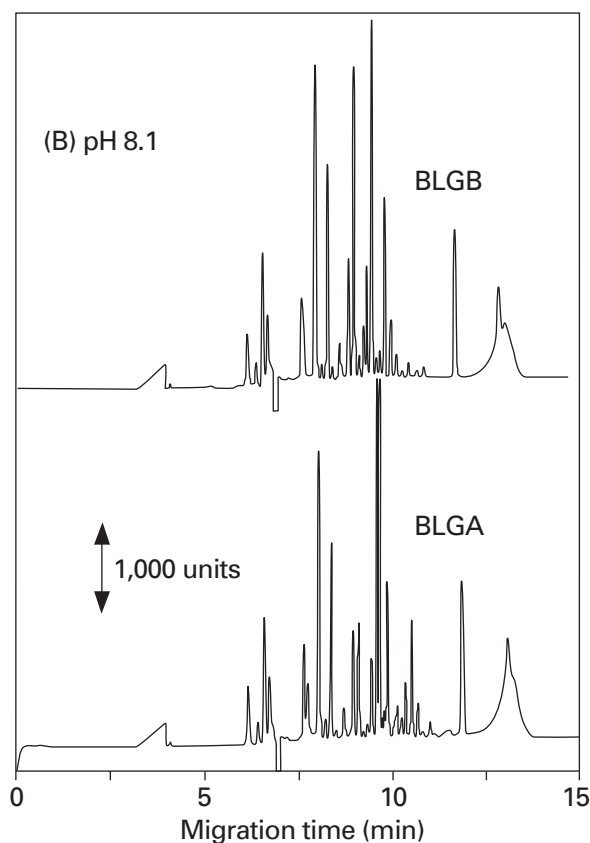 (B) pH 8.1
BLGB
BLGA
1,000 units
0 5 10 15
Migration time (min)